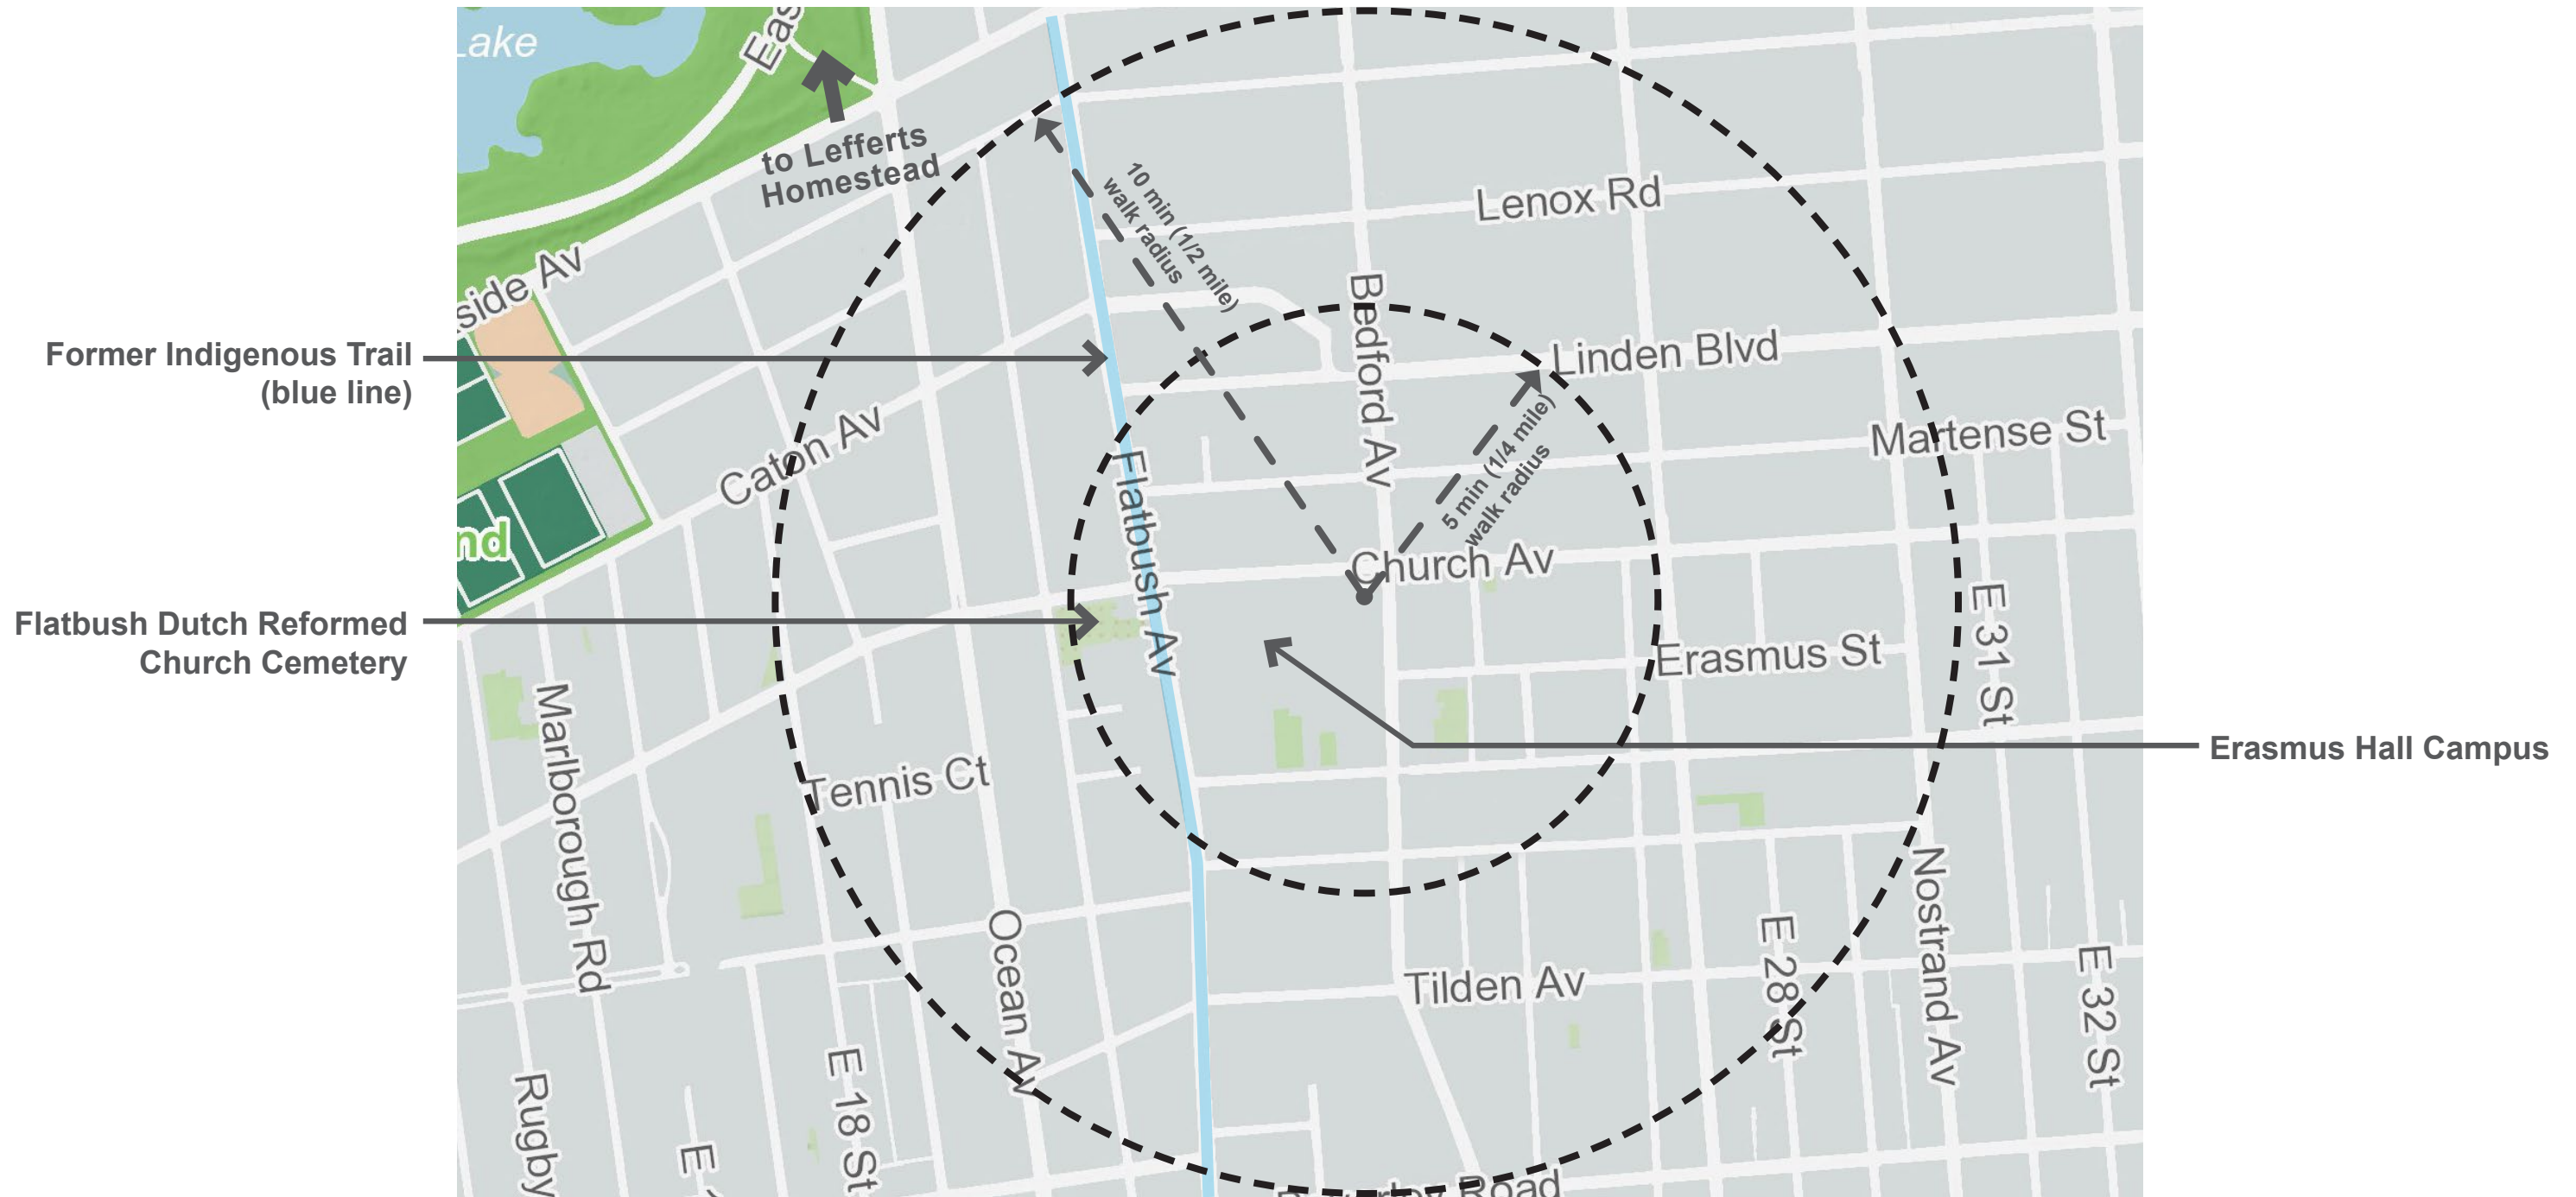 Lake
Eas
to Lefferts
Homestead
10 min (1/2 mile)
walk radius
Lenox Rd
side Av
Bedford Av
Linden Blvd
Former Indigenous Trail
(blue line)
5 min (1/4 mile)
walk radius
Caton Av
Martense St
Flatbush Av
nd
Church Av
E 31 St
Flatbush Dutch Reformed
Church Cemetery
Erasmus St
Marlborough Rd
Erasmus Hall Campus
Tennis Ct
Nostrand Av
Ocean Av
E 28 St
E 32 St
Tilden Av
E 18 St
Rugby
E
Road